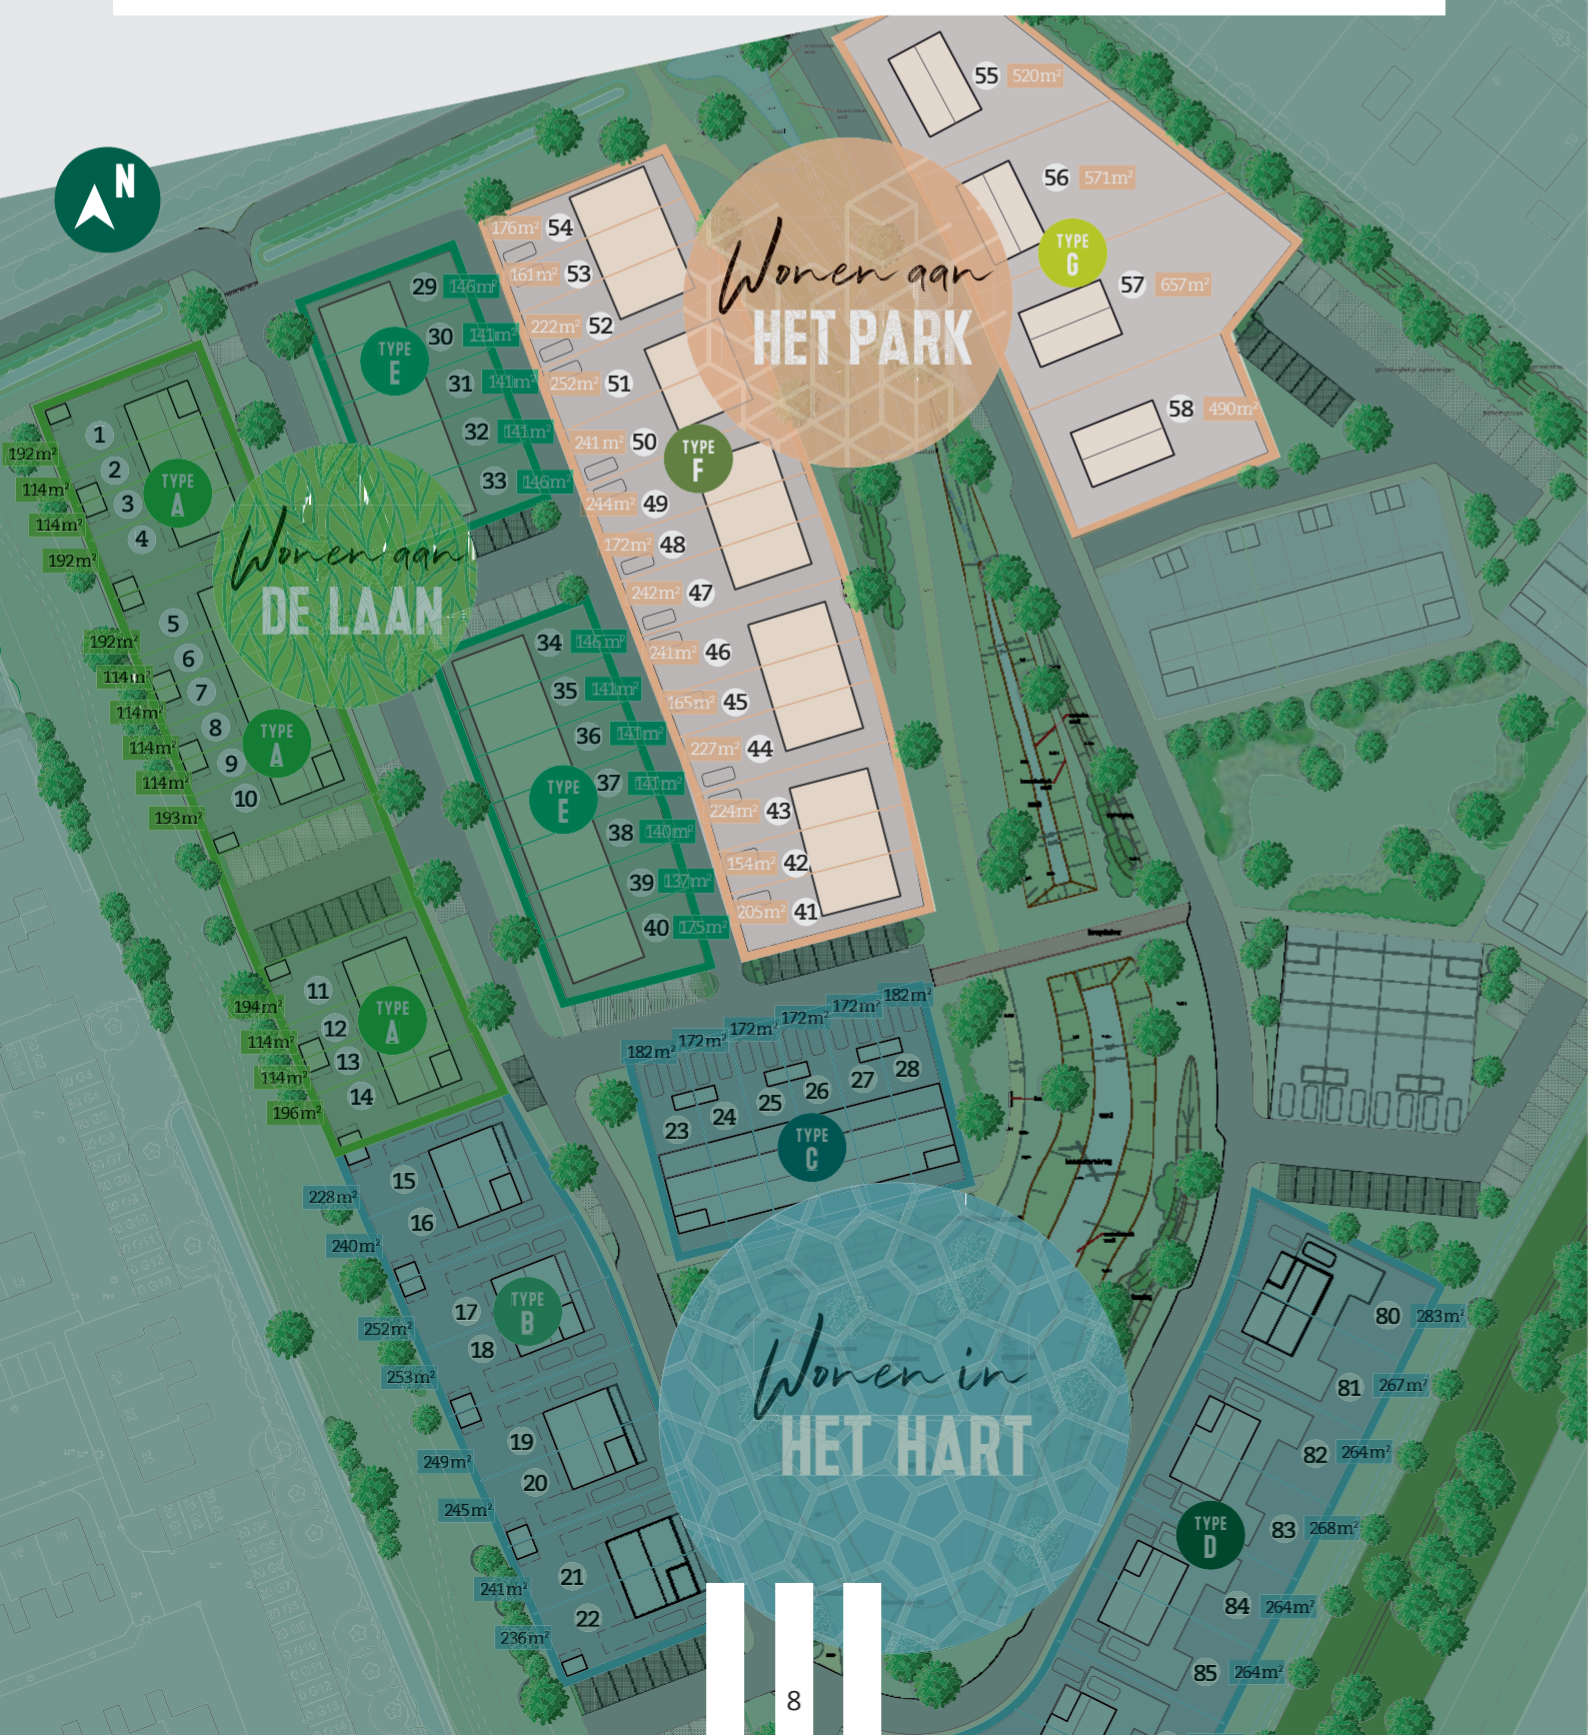 N
55 520m²
56 571m²
TYPE
G
57 657m²
58 490m²
Wonen aan
HET PARK
54 176m²
53 161m²
52 222m²
51 252m²
50 241m²
TYPE
F
49 244m²
48 172m²
47 242m²
46 241m²
45 165m²
44 227m²
43 224m²
42 154m²
41 205m²
29 146m²
30 141m²
TYPE
E
31 141m²
32 141m²
33 146m²
34 146m²
35 141m²
36 141m²
37 141m²
TYPE
E
38 140m²
39 137m²
40 175m²
Wonen aan
DE LAAN
1 192m²
2 114m²
3 114m²
4 192m²
TYPE
A
5 192m²
6 114m²
7 114m²
8 114m²
9 114m²
10 193m²
TYPE
A
11 194m²
12 114m²
13 114m²
14 196m²
TYPE
A
15 228m²
16 240m²
17 252m²
18 253m²
TYPE
B
19 249m²
20 245m²
21 241m²
22 236m²
182m² 172m² 172m² 172m² 172m² 182m²
23 24 25 26 27 28
TYPE
C
Wonen in
HET HART
80 283m²
81 267m²
82 264m²
83 268m²
TYPE
D
84 264m²
85 264m²
8